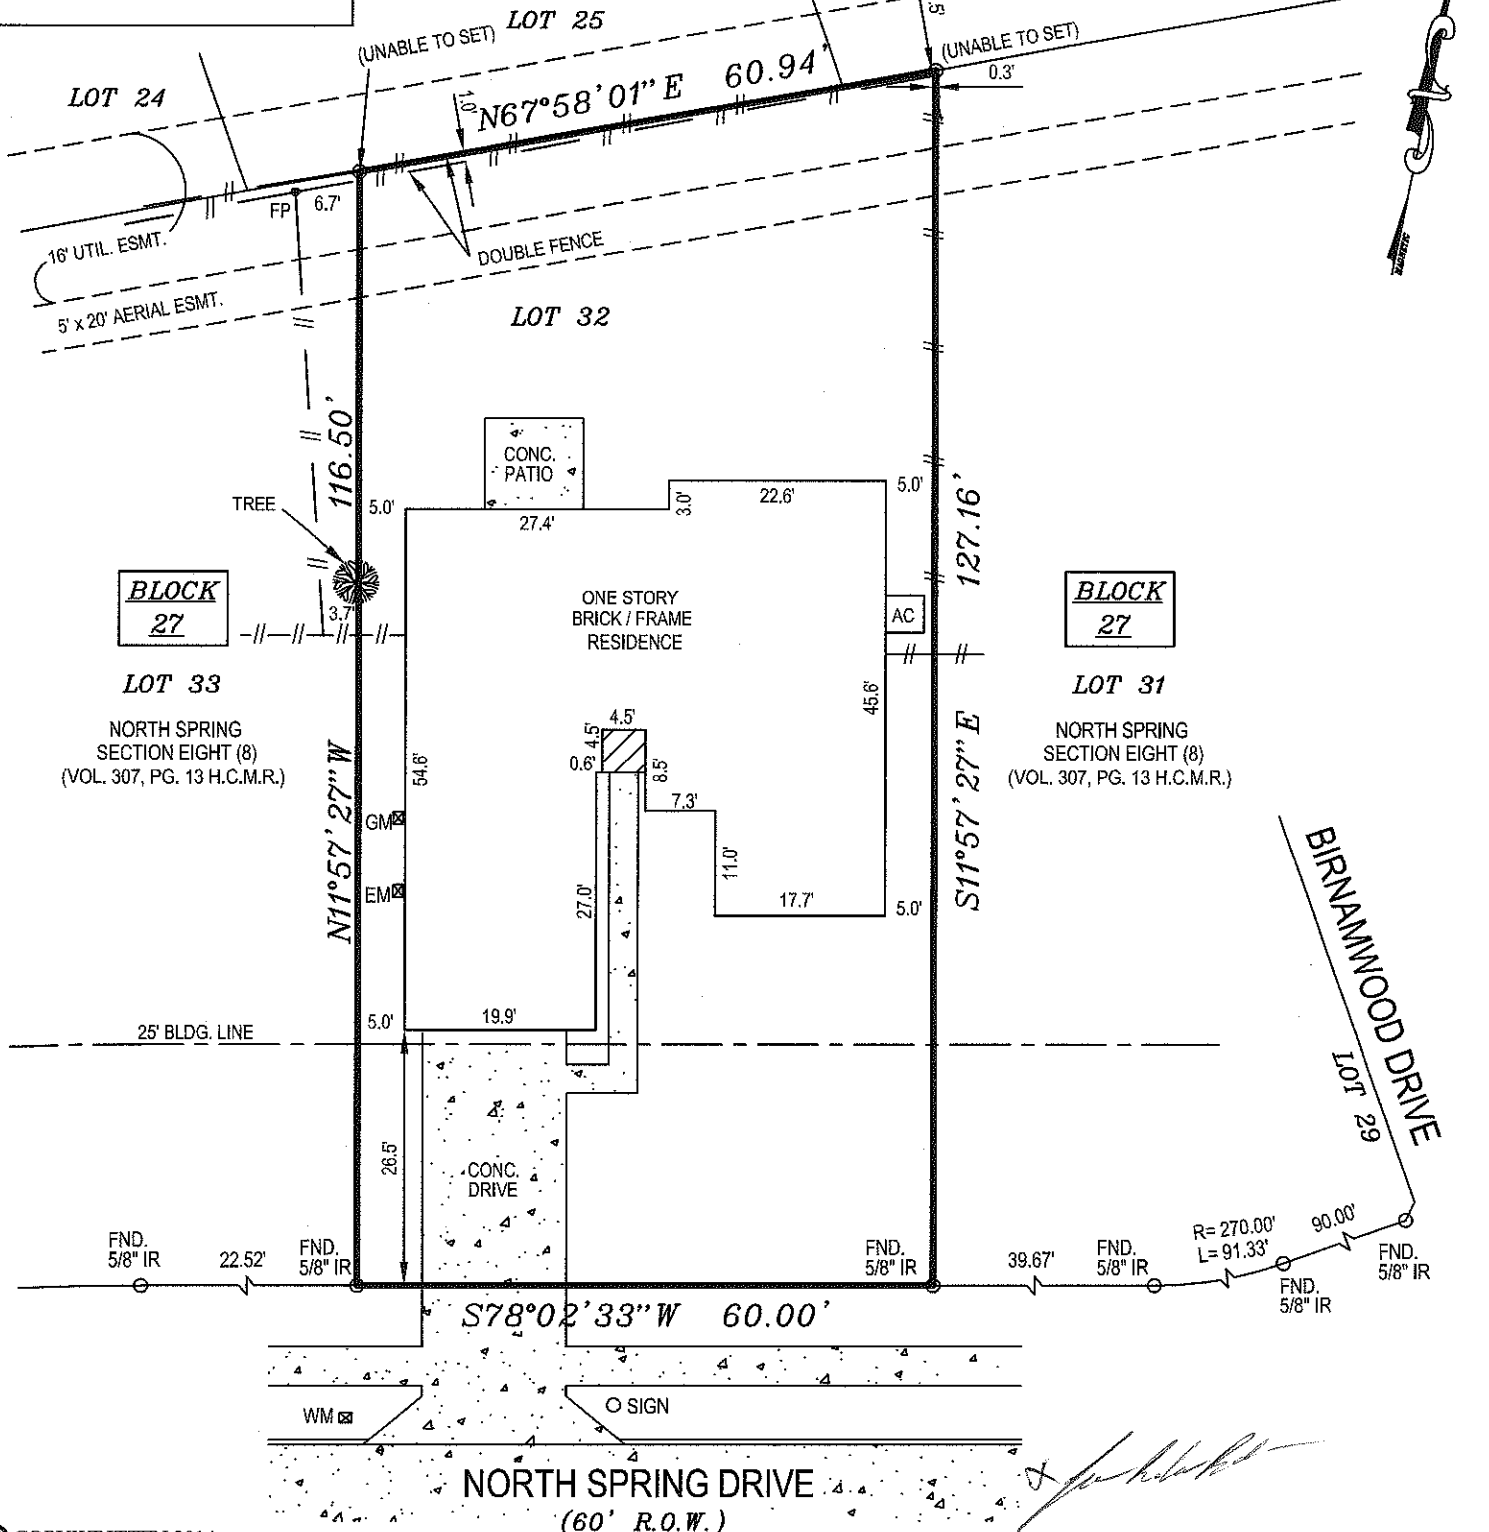 LOT 25
5'
(UNABLE TO SET)
(UNABLE TO SET)
LOT 24
N67°58'01"E 60.94'
0.3'
1.0'
FP
6.7'
16' UTIL. ESMT.
DOUBLE FENCE
5' x 20' AERIAL ESMT.
LOT 32
116.50'
CONC.
PATIO
TREE
5.0'
27.4'
3.0'
22.6'
5.0'
127.16'
BLOCK
27
3.7'
ONE STORY
BRICK / FRAME
RESIDENCE
AC
BLOCK
27
LOT 33
NORTH SPRING
SECTION EIGHT (8)
(VOL. 307, PG. 13 H.C.M.R.)
LOT 31
NORTH SPRING
SECTION EIGHT (8)
(VOL. 307, PG. 13 H.C.M.R.)
N11°57'27"W
54.6'
4.5'
4.5'
0.6'
8.5'
7.3'
45.6'
S11°57'27"E
GM
EM
27.0'
11.0'
17.7'
5.0'
BIRNAMWOOD DRIVE
LOT 29
25' BLDG. LINE
5.0'
19.9'
26.5'
CONC.
DRIVE
FND.
5/8" IR
22.52'
FND.
5/8" IR
FND.
5/8" IR
39.67'
FND.
5/8" IR
R= 270.00'
L= 91.33'
90.00'
FND.
5/8" IR
FND.
5/8" IR
S78°02'33"W 60.00'
WM
SIGN
NORTH SPRING DRIVE
(60' R.O.W.)